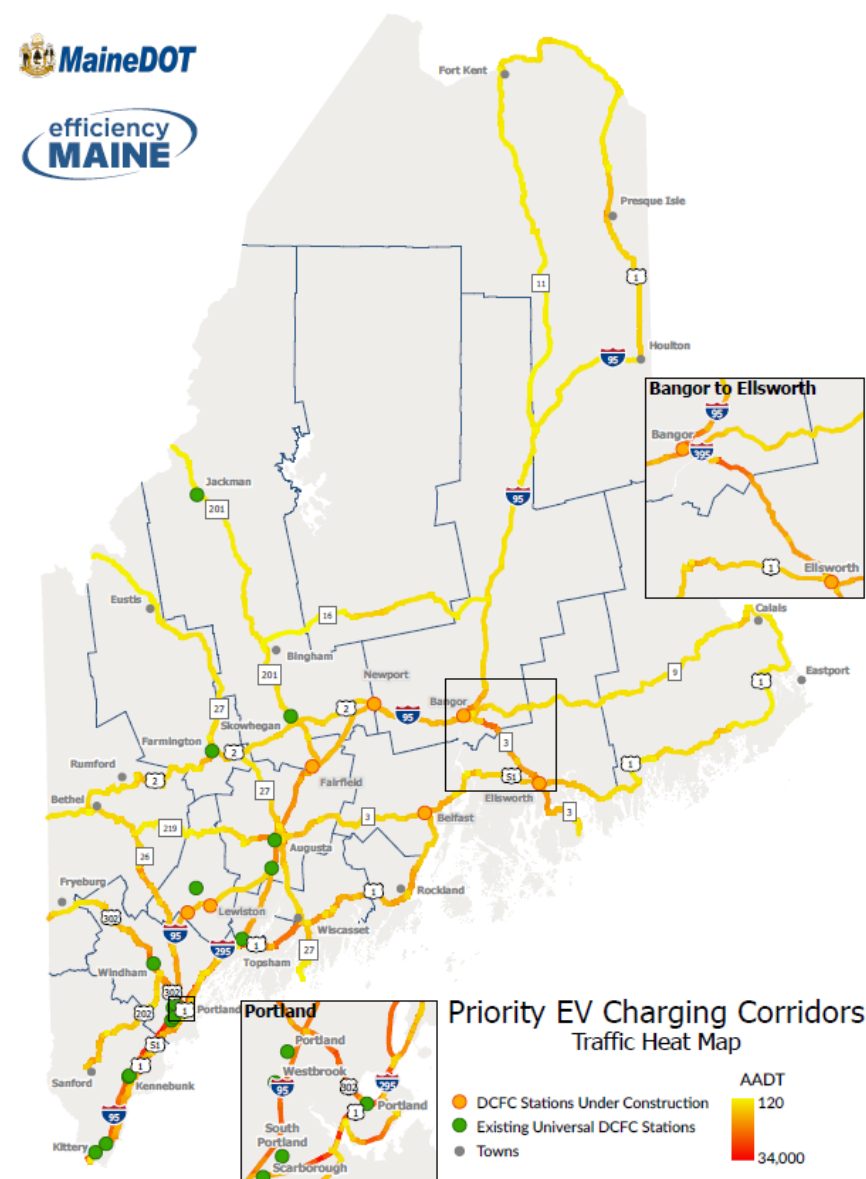 MaineDOT
efficiency
MAINE
Fort Kent
Presque Isle
1
11
95
Houlton
Bangor to Ellsworth
95
Bangor
395
1
Ellsworth
Jackman
201
95
Eustis
16
Calais
Bingham
201
Newport
9
Eastport
27
Skowhegan
2
95
Bangor
1
Farmington
2
3
Rumford
2
Fairfield
S1
1
Bethel
27
Ellsworth
219
3
Belfast
3
26
Augusta
Fryeburg
1
Rockland
302
Lewiston
95
Wiscasset
295
1
27
Topsham
Windham
302
202
1
Portland
S1
1
Sanford
Kennebunk
95
Kittery
Portland
Portland
Westbrook
95
302
295
1
Portland
South
Portland
Scarborough
Priority EV Charging Corridors
Traffic Heat Map
AADT
DCFC Stations Under Construction
120
Existing Universal DCFC Stations
Towns
34,000